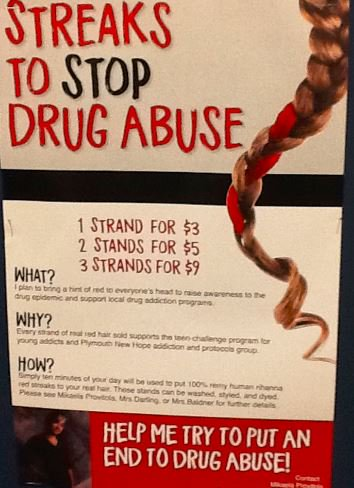 STREAKS
TO STOP
DRUG ABUSE
1 STRAND FOR $3
2 STANDS FOR $5
3 STRANDS FOR $9
WHAT?
I plan to bring a hint of red to everyone's head to raise awareness to the
drug epidemic and support local drug addiction programs.
WHY?
Every strand of real red hair sold supports the teen-challenge program for
young addicts and Plymouth New Hope addiction and protocols group.
HOW?
Simply ten minutes of your day will be used to put 100% remy human rihanna
red streaks to your real hair. Those stands can be washed, styled, and dyed.
Please see Mikaella Provitola, Mrs.Darling, or Mrs.Baldner for further details.
HELP ME TRY TO PUT AN
END TO DRUG ABUSE!
Contact
Provitola